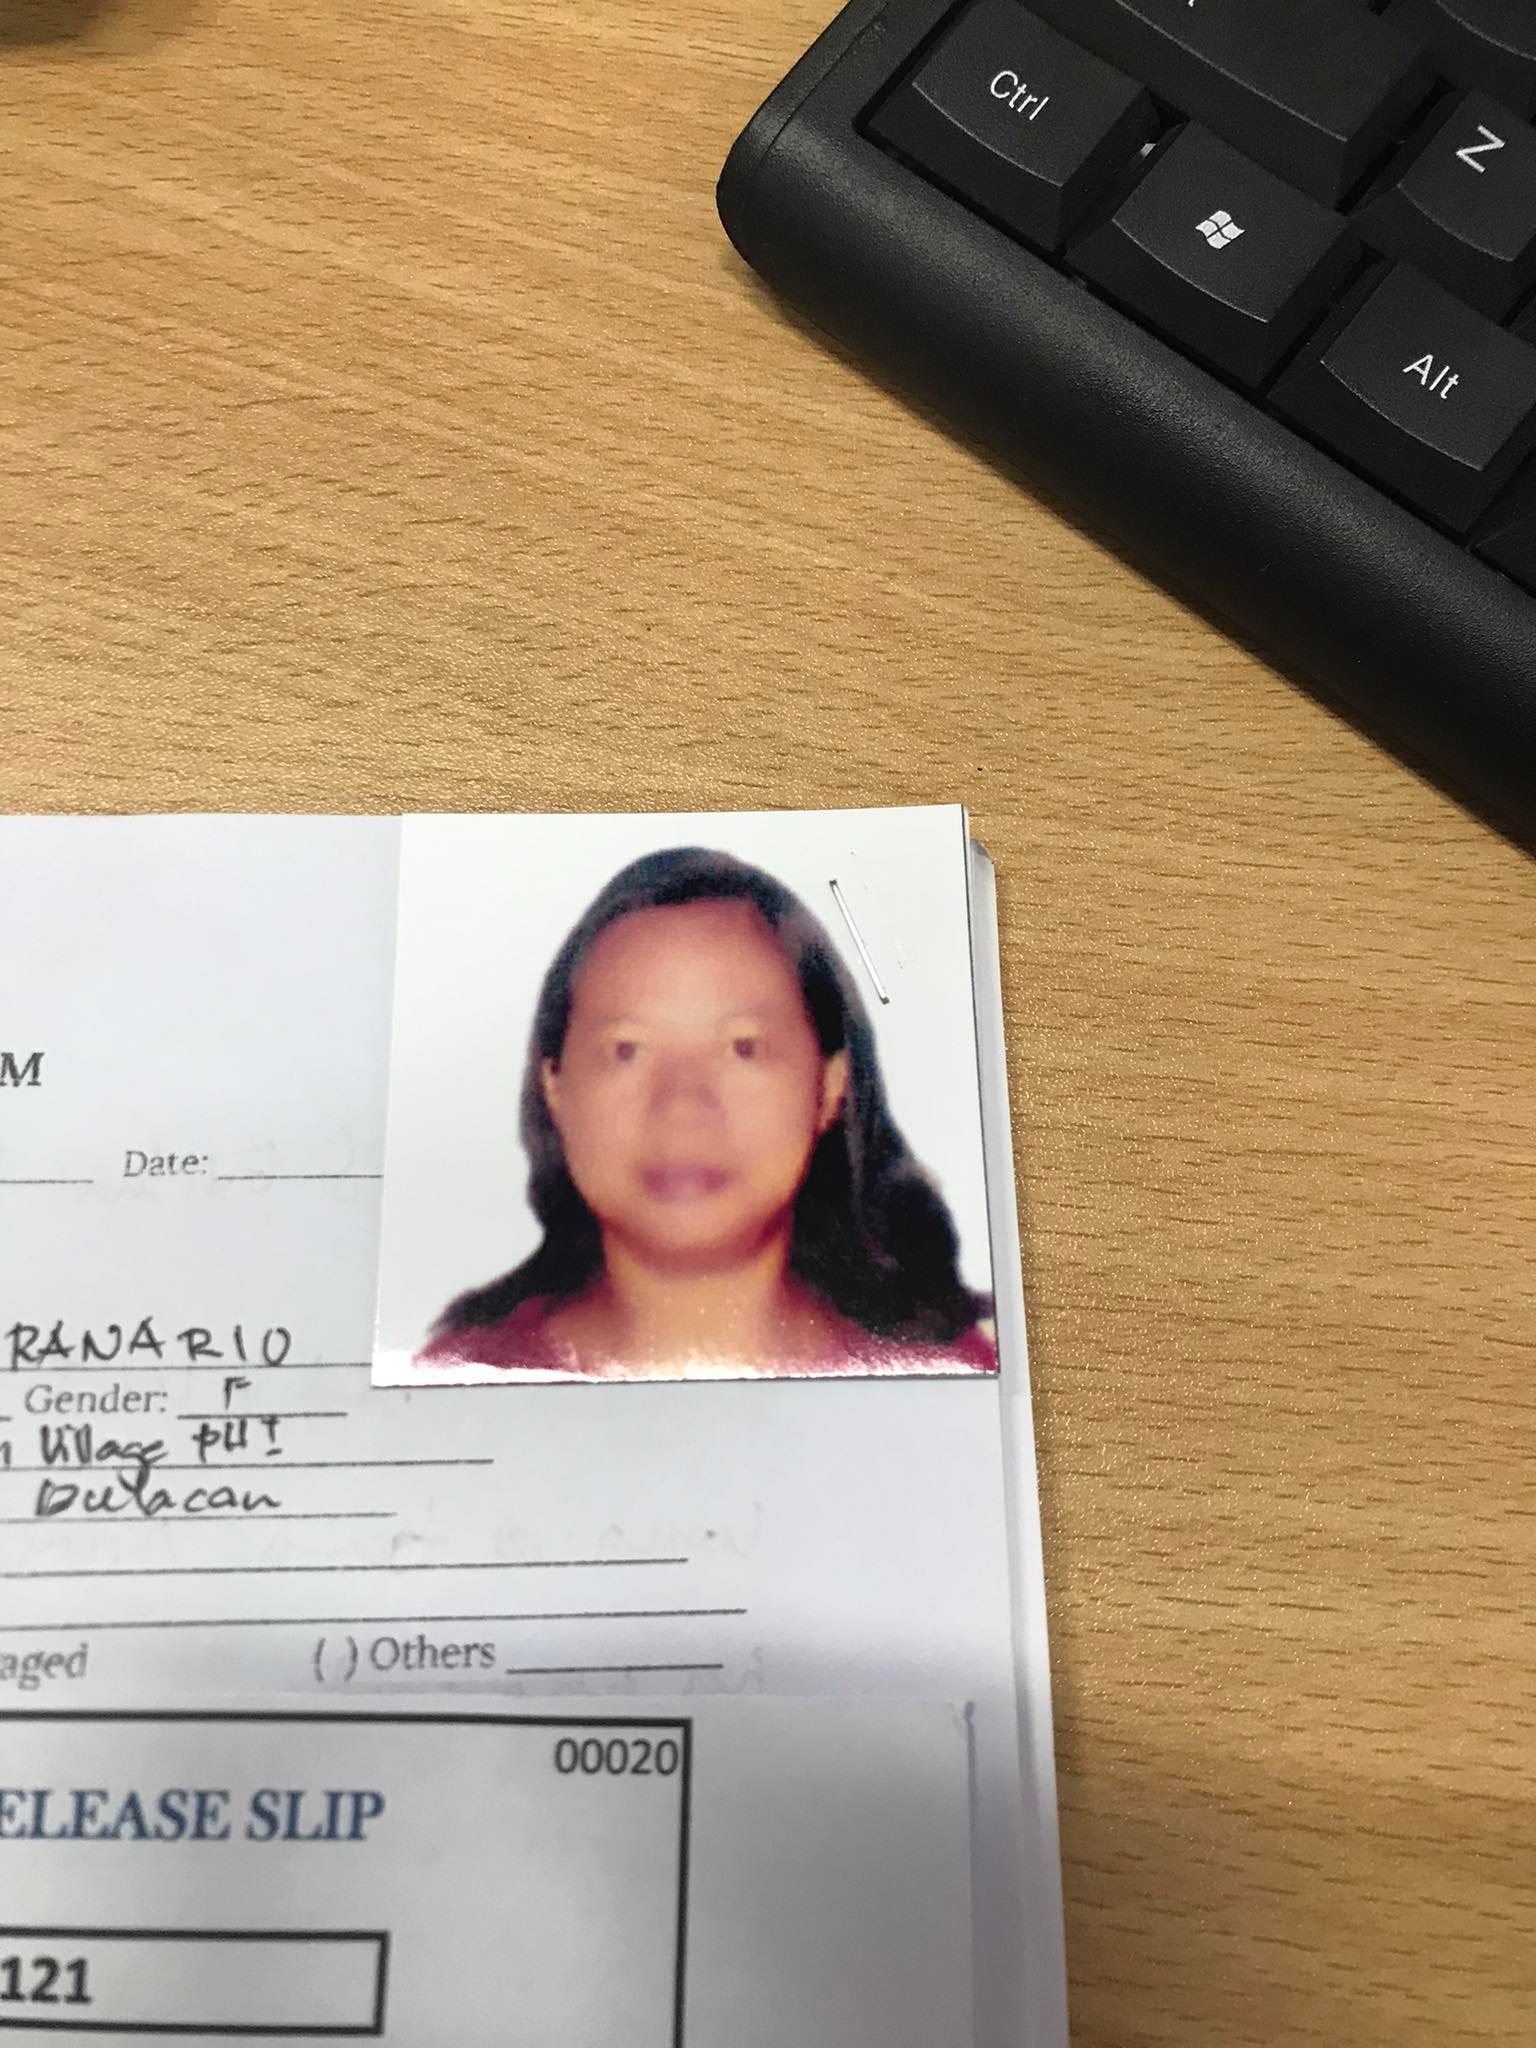 Ctrl
Z
Alt
M
Date:
RANARIO
Gender: F
Village PH I
Bulacan
aged ( ) Others
00020
ELEASE SLIP
121